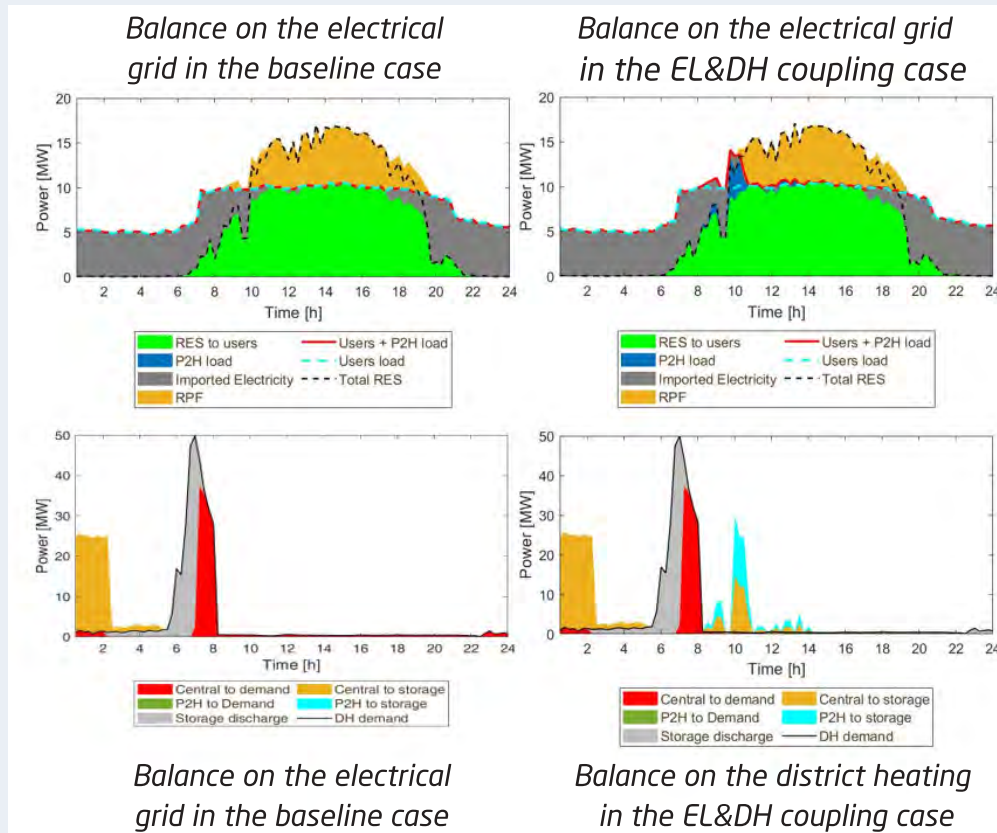 Balance on the electrical
grid in the baseline case
Balance on the electrical grid
in the EL&DH coupling case
20
15
10
5
0
Power [MW]
2 4 6 8 10 12 14 16 18 20 22 24
Time [h]
RES to users
Users + P2H load
P2H load
Users load
Imported Electricity
Total RES
RPF
20
15
10
5
0
Power [MW]
2 4 6 8 10 12 14 16 18 20 22 24
Time [h]
RES to users
Users + P2H load
P2H load
Users load
Imported Electricity
Total RES
RPF
50
40
30
20
10
0
Power [MW]
2 4 6 8 10 12 14 16 18 20 22 24
Time [h]
Central to demand
Central to storage
P2H to Demand
P2H to storage
Storage discharge
DH demand
50
40
30
20
10
0
Power [MW]
2 4 6 8 10 12 14 16 18 20 22 24
Time [h]
Central to demand
Central to storage
P2H to Demand
P2H to storage
Storage discharge
DH demand
Balance on the electrical
grid in the baseline case
Balance on the district heating
in the EL&DH coupling case